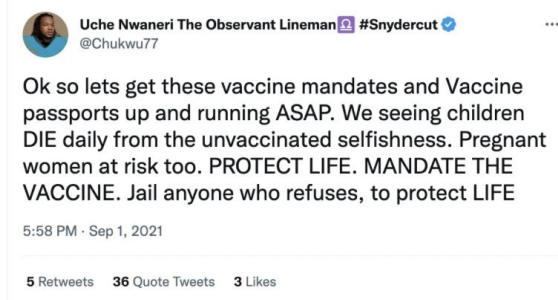 Uche Nwaneri The Observant Lineman♎ #Snydercut
@Chukwu77
Ok so lets get these vaccine mandates and Vaccine
passports up and running ASAP. We seeing children
DIE daily from the unvaccinated selfishness. Pregnant
women at risk too. PROTECT LIFE. MANDATE THE
VACCINE. Jail anyone who refuses, to protect LIFE
5:58 PM · Sep 1, 2021
5 Retweets 36 Quote Tweets 3 Likes